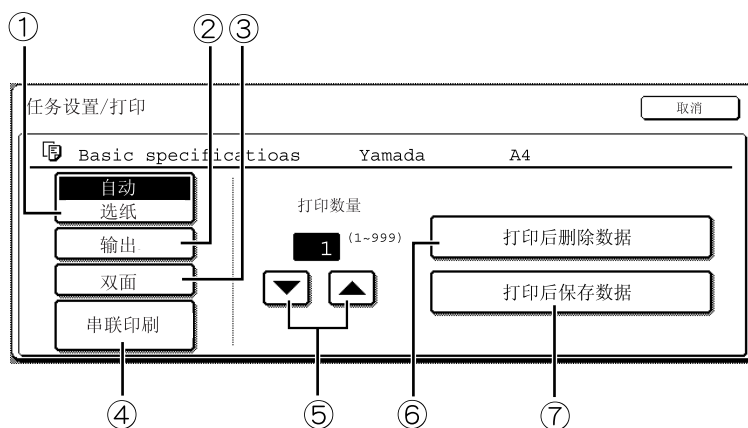 ① ② ③
任务设置/打印
取消
Basic specificatioas Yamada A4
自动
选纸
输出
双面
串联印刷
打印数量
1 (1~999)
打印后删除数据
打印后保存数据
④ ⑤ ⑥ ⑦